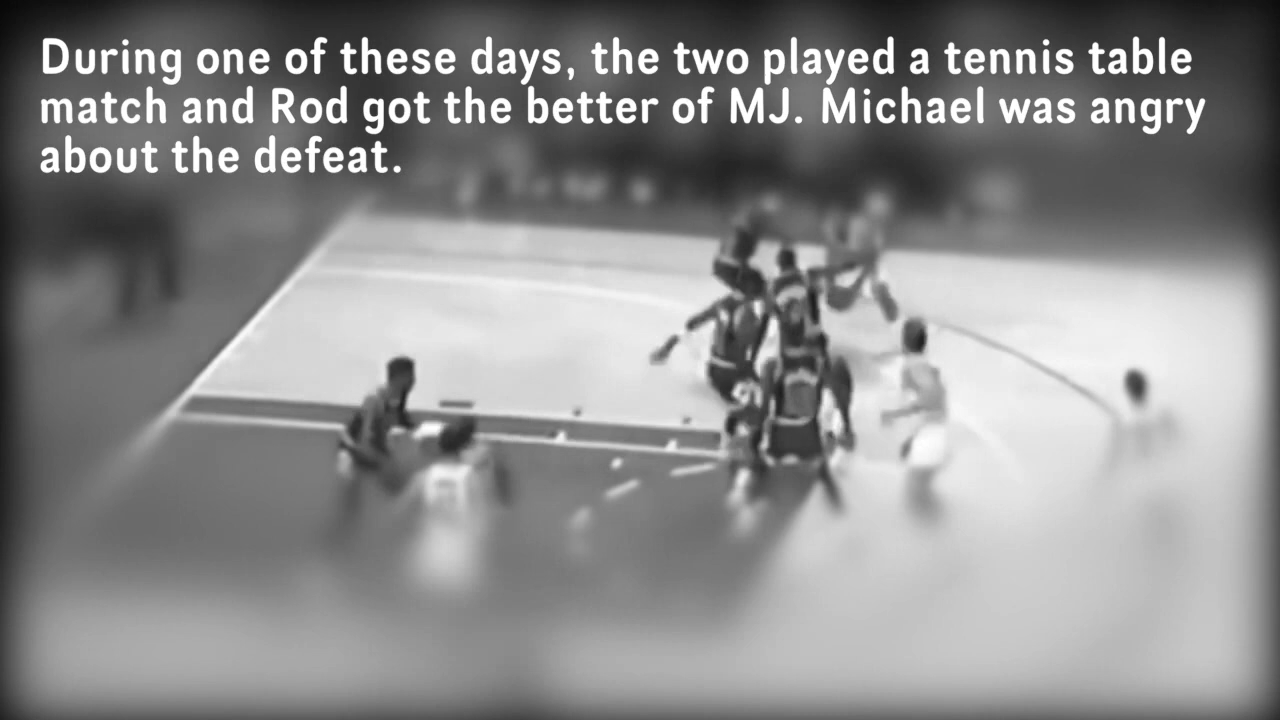 During one of these days, the two played a tennis table
match and Rod got the better of MJ. Michael was angry
about the defeat.